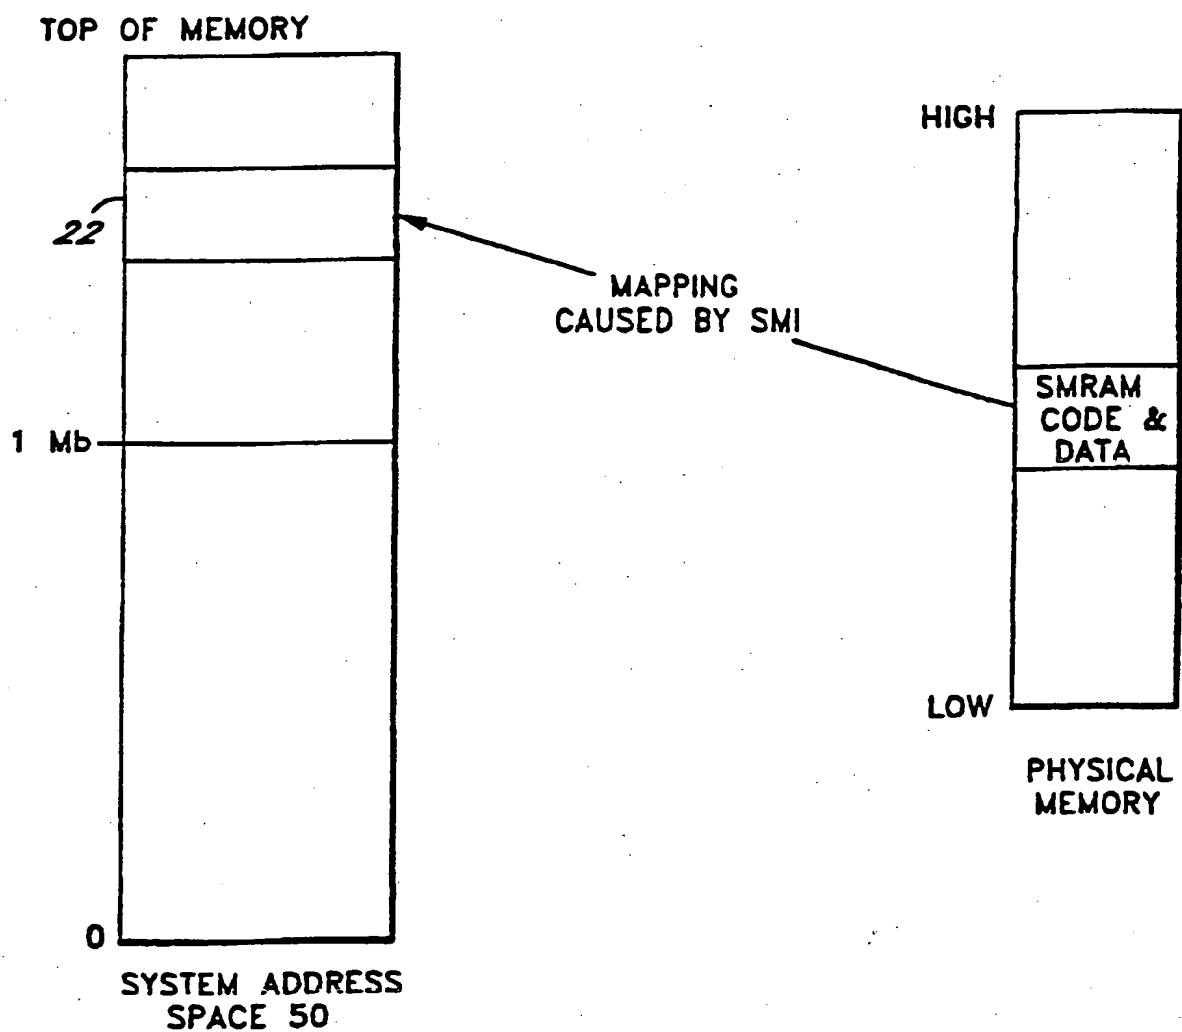 TOP OF MEMORY
HIGH
22
MAPPING
CAUSED BY SMI
SMRAM
CODE &
DATA
1 Mb
LOW
PHYSICAL
MEMORY
0
SYSTEM ADDRESS
SPACE 50